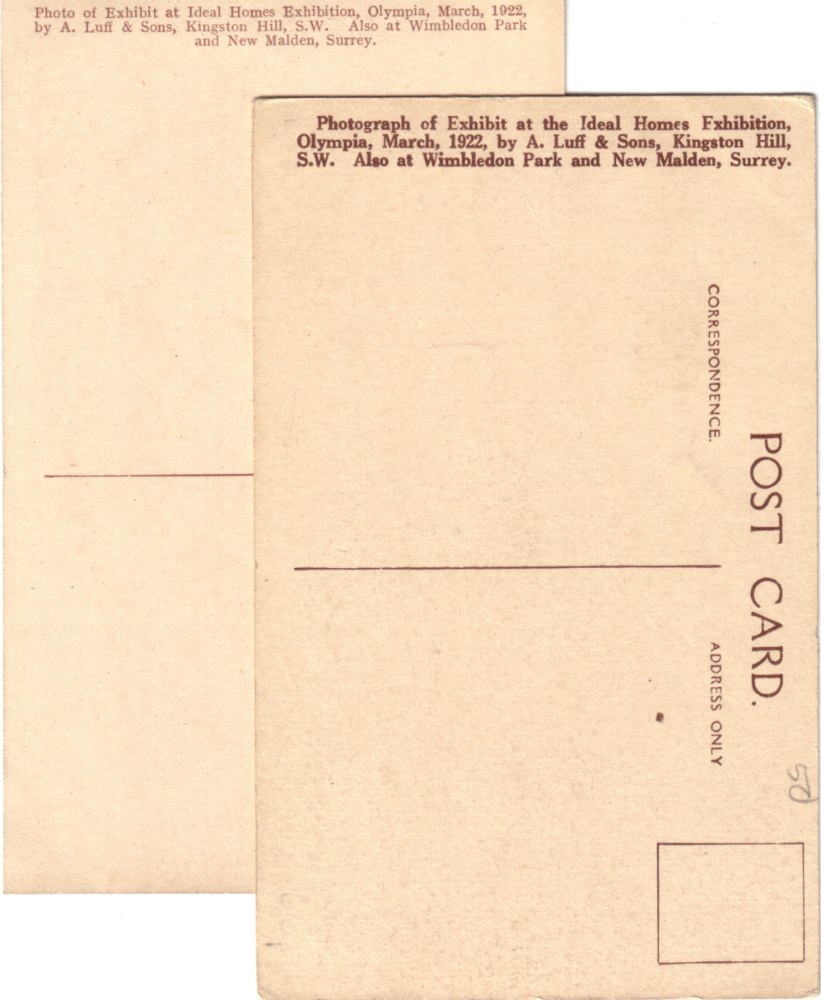 Photo of Exhibit at Ideal Homes Exhibition, Olympia, March, 1922,
by A. Luff & Sons, Kingston Hill, S.W. Also at Wimbledon Park
and New Malden, Surrey.
Photograph of Exhibit at the Ideal Homes Fxhibition,
Olympia, March, 1922, by A. Luff & Sons, Kingston Hill,
S.W. Also at Wimbledon Park and New Malden, Surrey.
POST CARD.
CORRESPONDENCE.
ADDRESS ONLY